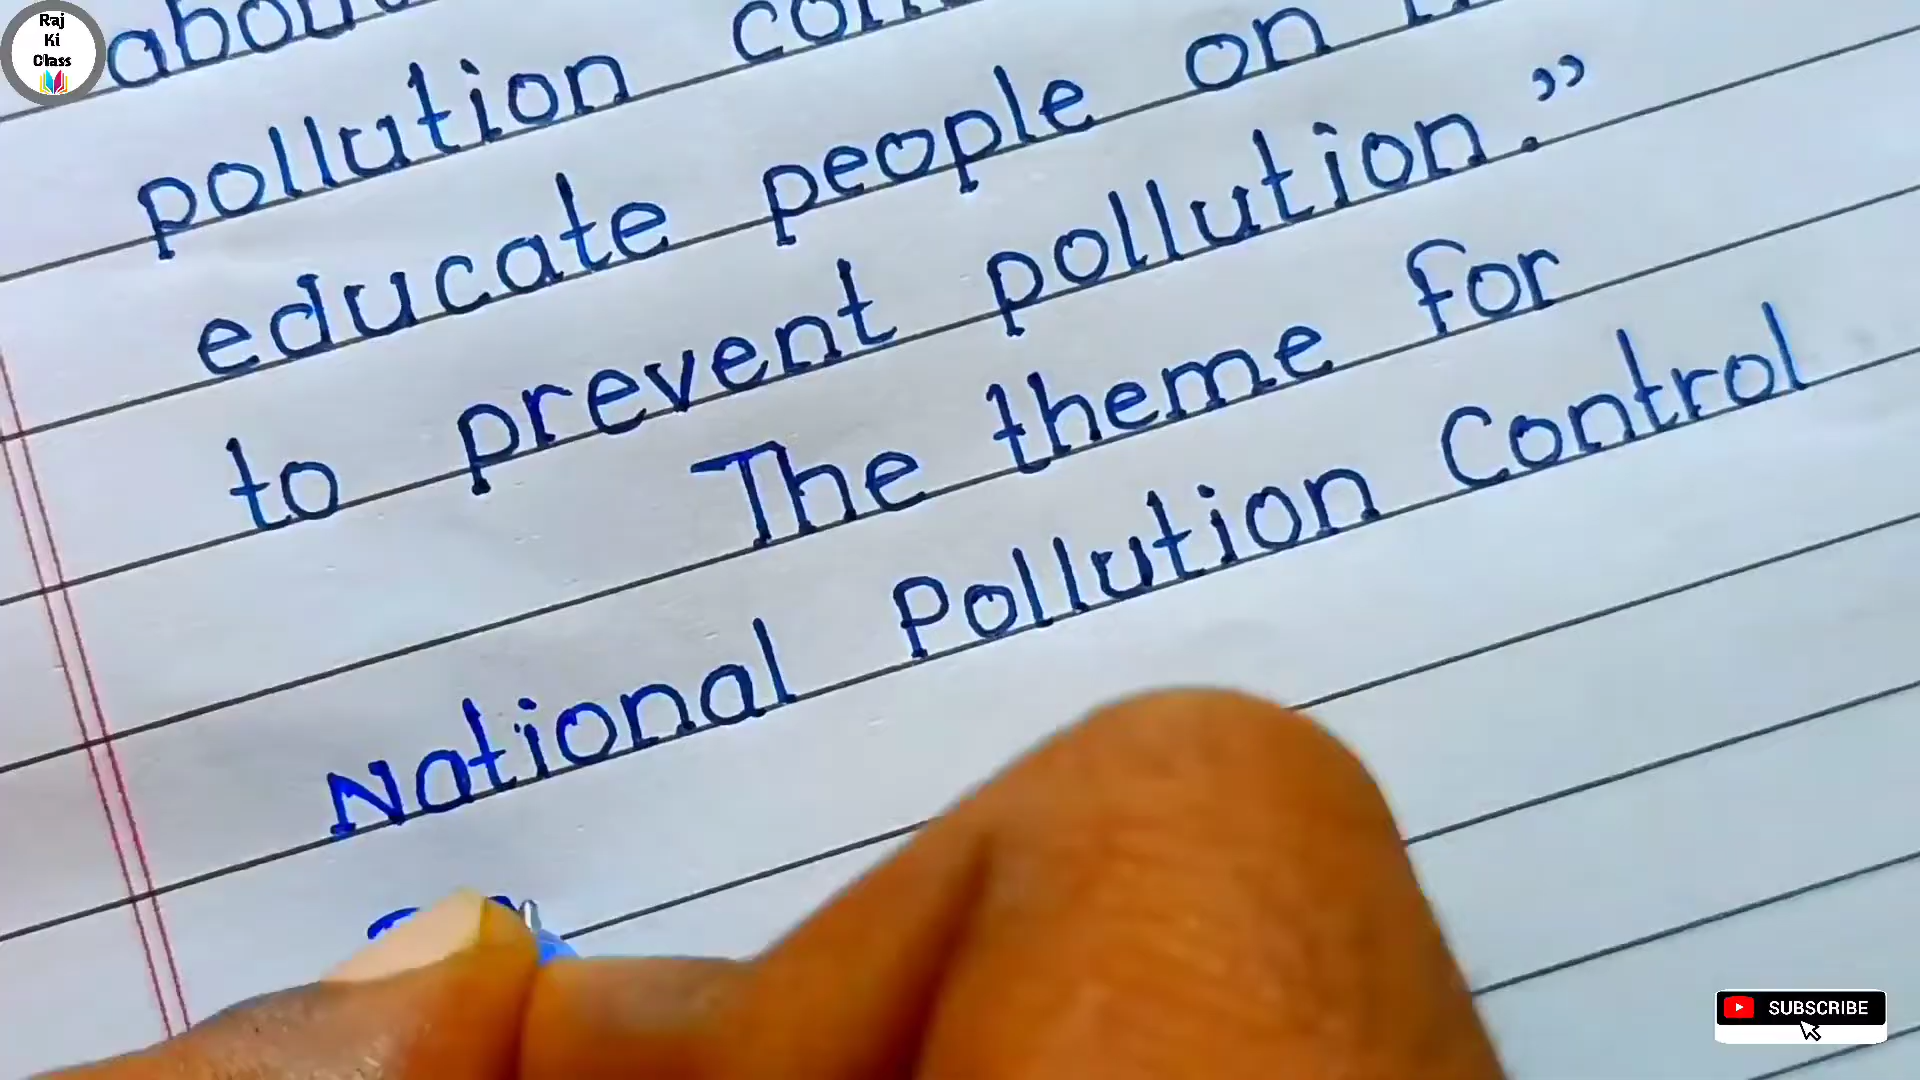 Raj
Ki
Class
pollution
educate people on
to prevent pollution.”
The theme for
National Pollution Control
SUBSCRIBE